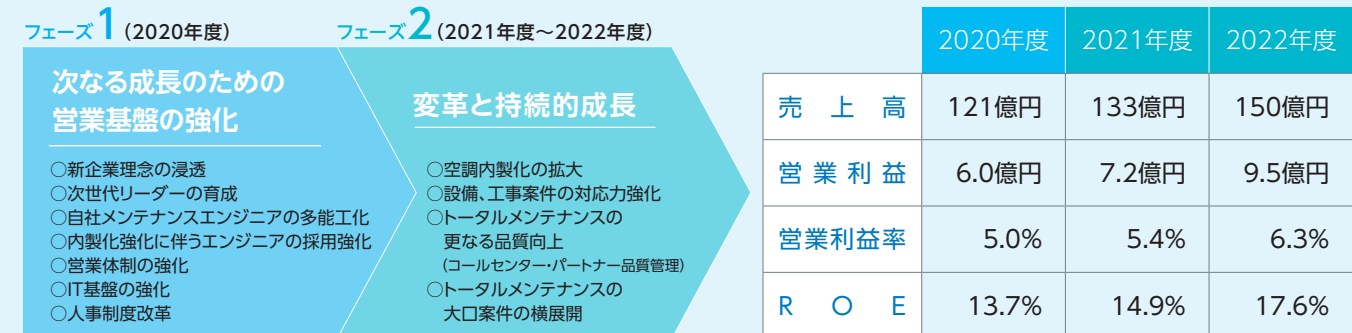 フェーズ1(2020年度)
次なる成長のための
営業基盤の強化
○新企業理念の浸透
○次世代リーダーの育成
○自社メンテナンスエンジニアの多能工化
○内製化強化に伴うエンジニアの採用強化
○営業体制の強化
○IT基盤の強化
○人事制度改革
フェーズ2(2021年度～2022年度)
変革と持続的成長
○空調内製化の拡大
○設備、工事案件の対応力強化
○トータルメンテナンスの
更なる品質向上
(コールセンター・パートナー品質管理)
○トータルメンテナンスの
大口案件の横展開
2020年度 2021年度 2022年度
売上高 121億円 133億円 150億円
営業利益 6.0億円 7.2億円 9.5億円
営業利益率 5.0% 5.4% 6.3%
ROE 13.7% 14.9% 17.6%